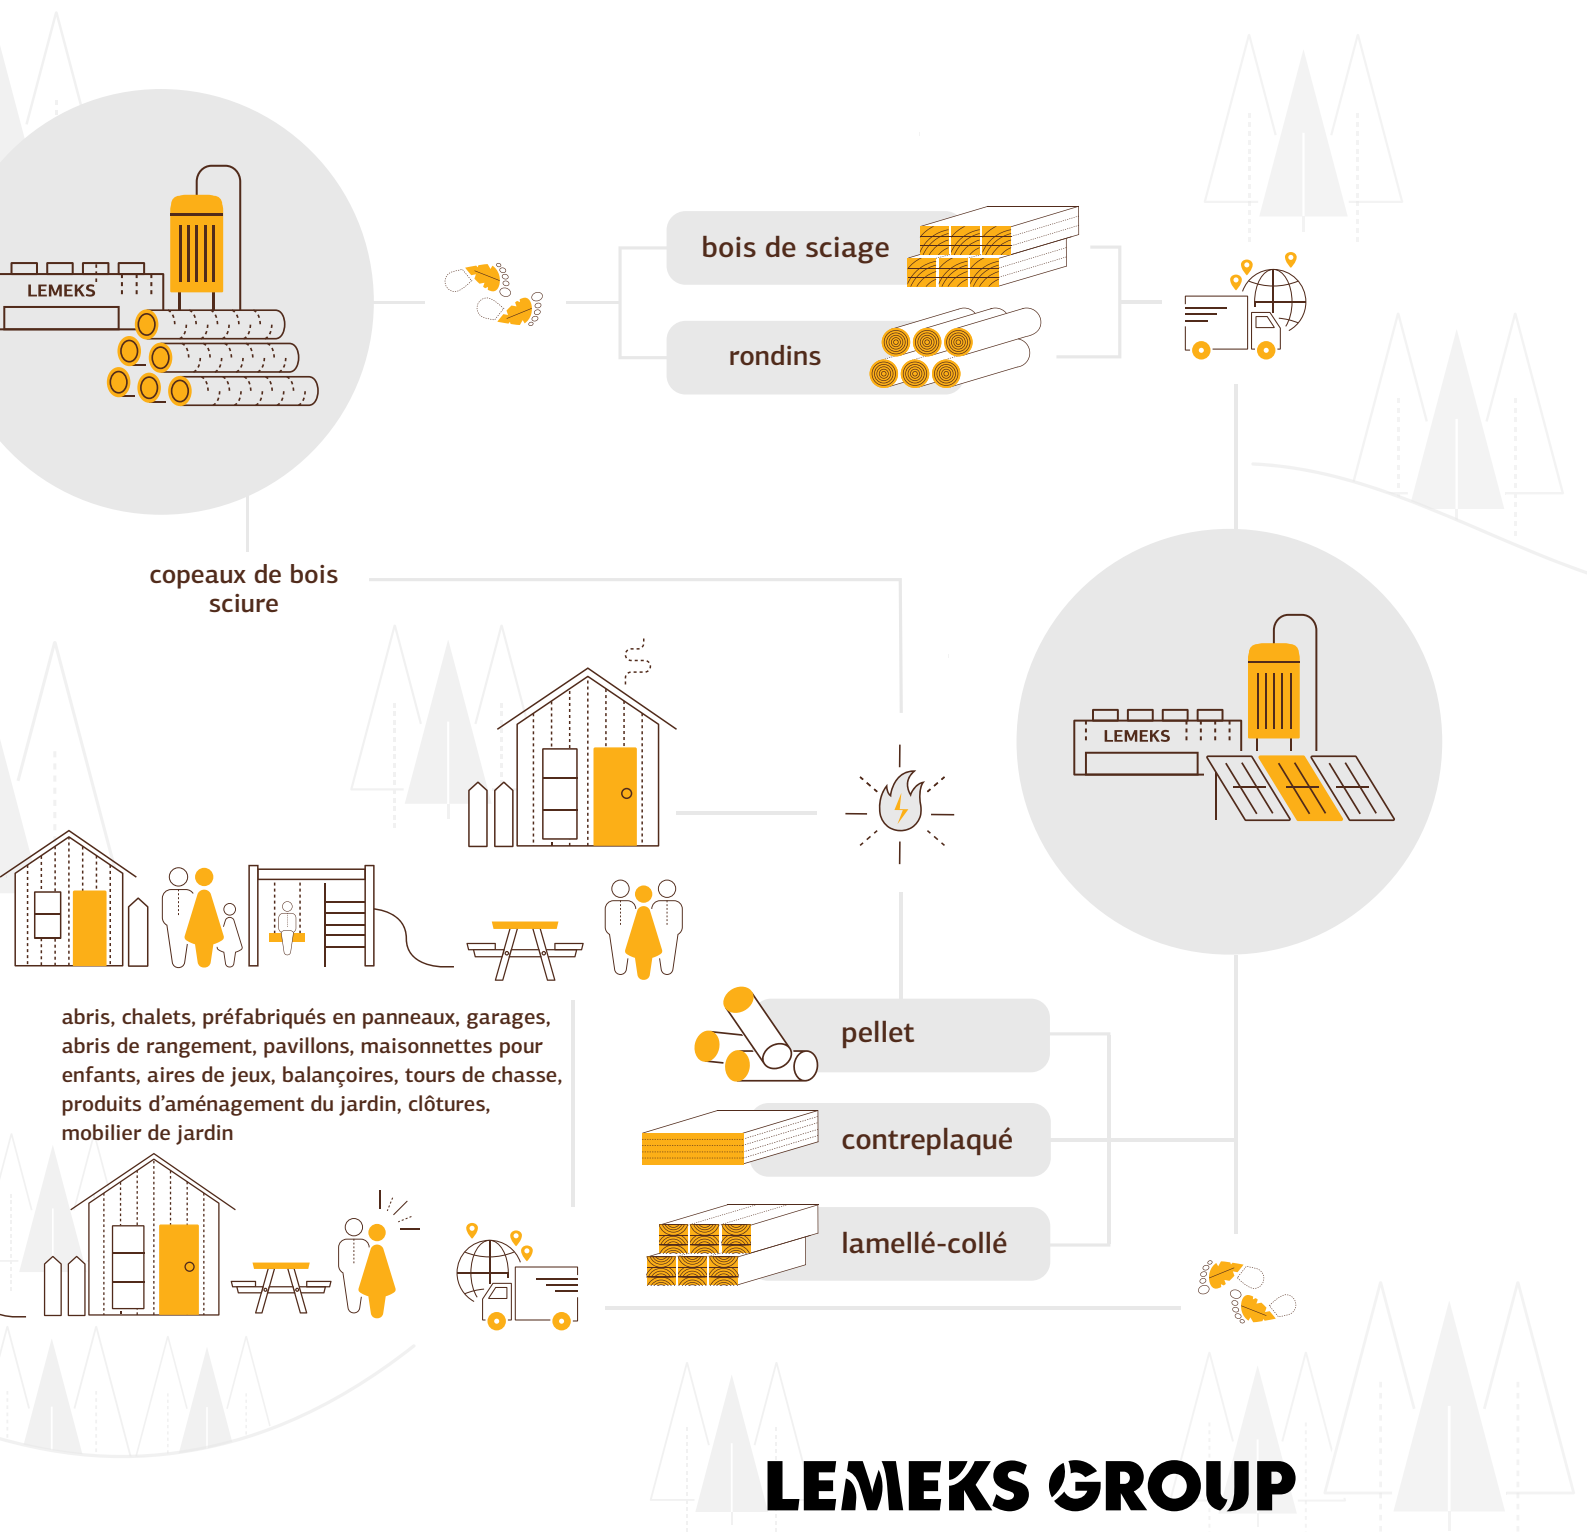 bois de sciage
LEMEKS
rondins
copeaux de bois
sciure
LEMEKS
abris, chalets, préfabriqués en panneaux, garages,
abris de rangement, pavillons, maisonnettes pour
enfants, aires de jeux, balançoires, tours de chasse,
produits d’aménagement du jardin, clôtures,
mobilier de jardin
pellet
contreplaqué
lamellé-collé
LEMEKS GROUP